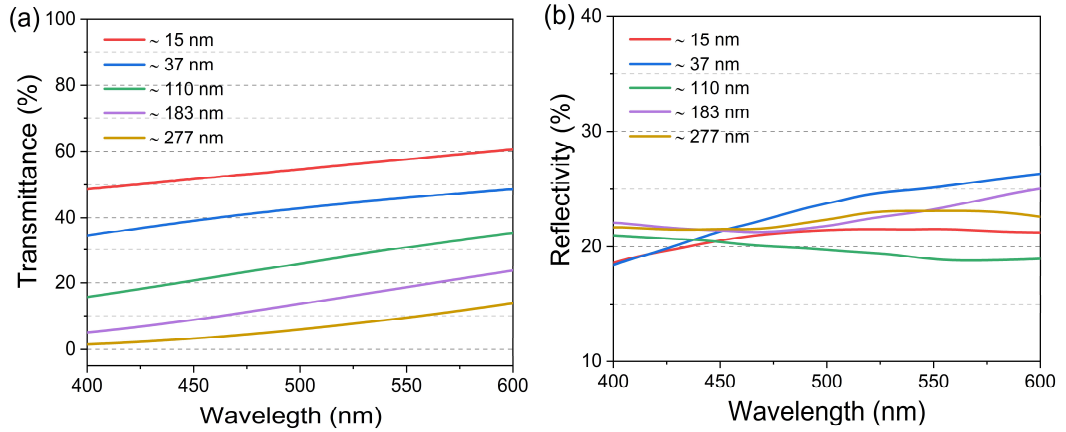 (a)
Transmittance (%)
100
80
60
40
20
0
~ 15 nm
~ 37 nm
~ 110 nm
~ 183 nm
~ 277 nm
400
450
500
550
600
Wavelegth (nm)
(b)
Reflectivity (%)
40
30
20
10
~ 15 nm
~ 37 nm
~ 110 nm
~ 183 nm
~ 277 nm
400
450
500
550
600
Wavelength (nm)